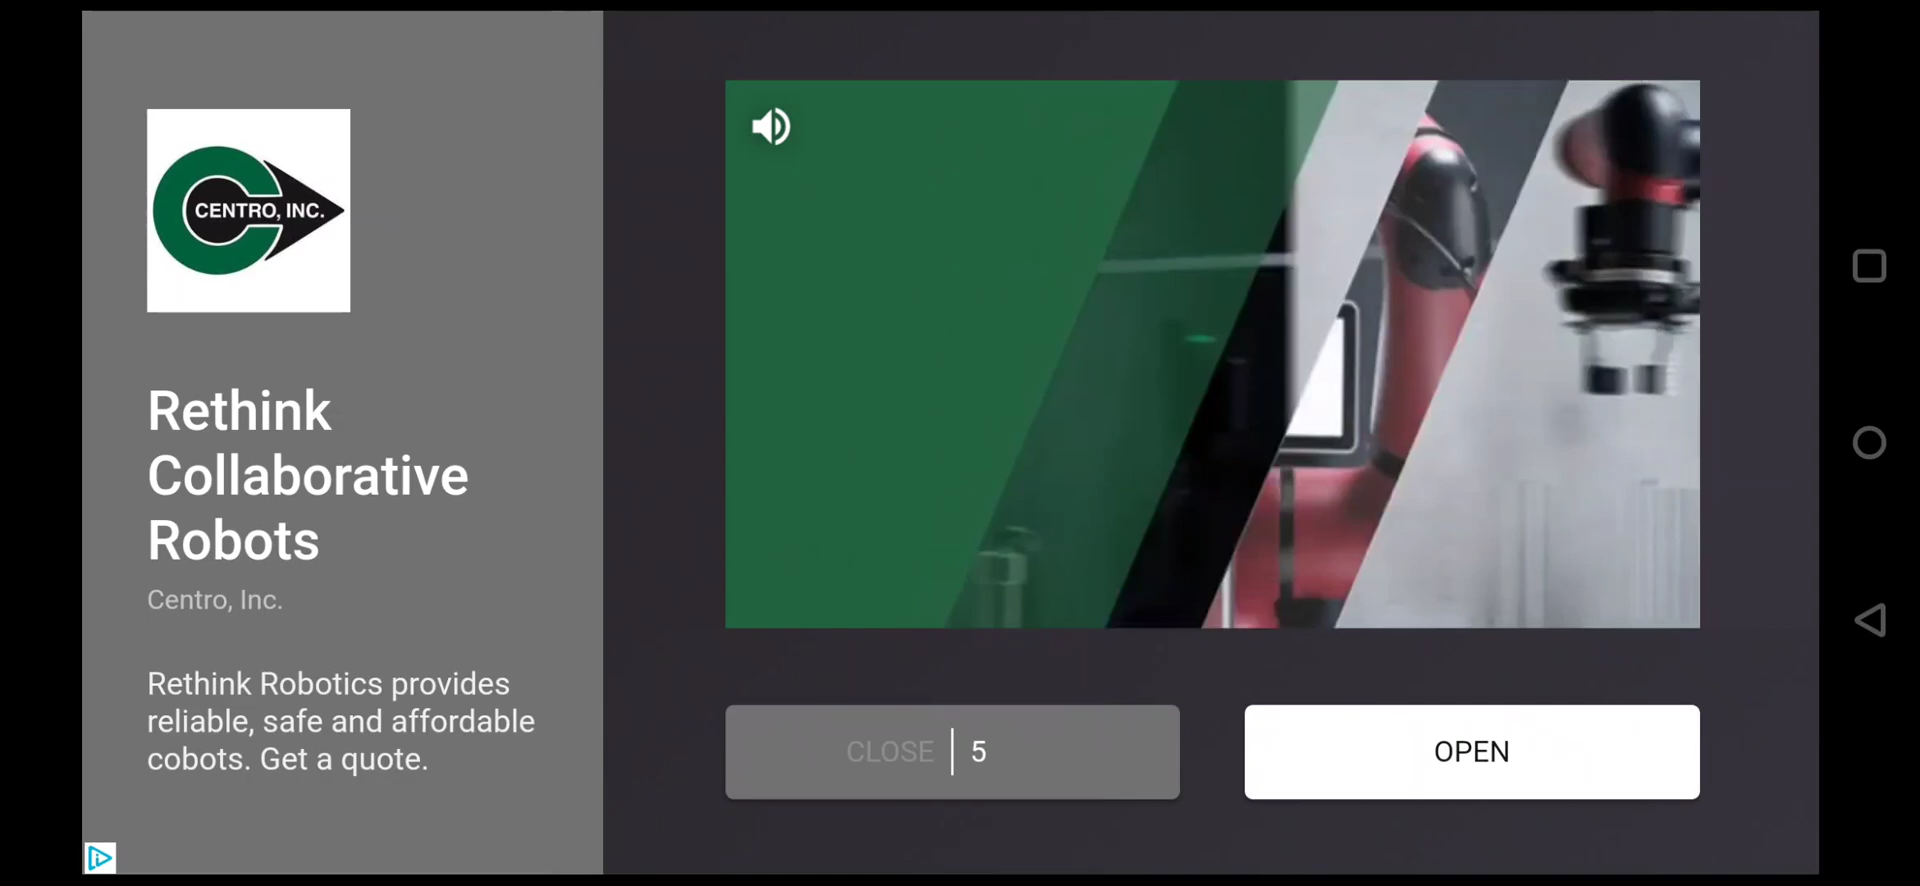 CENTRO, INC.
Rethink
Collaborative
Robots
Centro, Inc.
Rethink Robotics provides
reliable, safe and affordable
cobots. Get a quote.
CLOSE | 5
OPEN